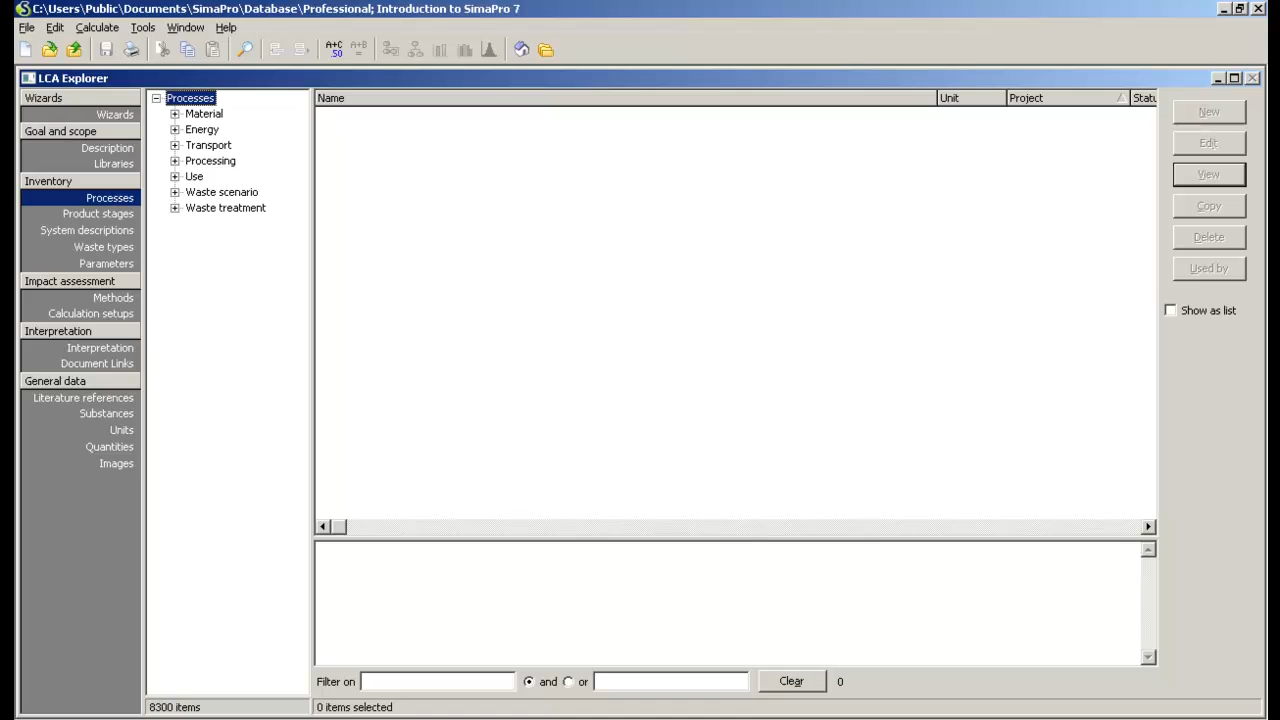 C:\Users\Public\Documents\SimaPro\Database\Professional; Introduction to SimaPro 7
File Edit Calculate Tools Window Help
A+C .50 A+B =
LCA Explorer
Wizards
Wizards
Goal and scope
Description
Libraries
Inventory
Processes
Product stages
System descriptions
Waste types
Parameters
Impact assessment
Methods
Calculation setups
Interpretation
Interpretation
Document Links
General data
Literature references
Substances
Units
Quantities
Images
Processes
Material
Energy
Transport
Processing
Use
Waste scenario
Waste treatment
8300 items
Name Unit Project Statu
Filter on and or Clear 0
0 items selected
New
Edit
View
Copy
Delete
Used by
Show as list